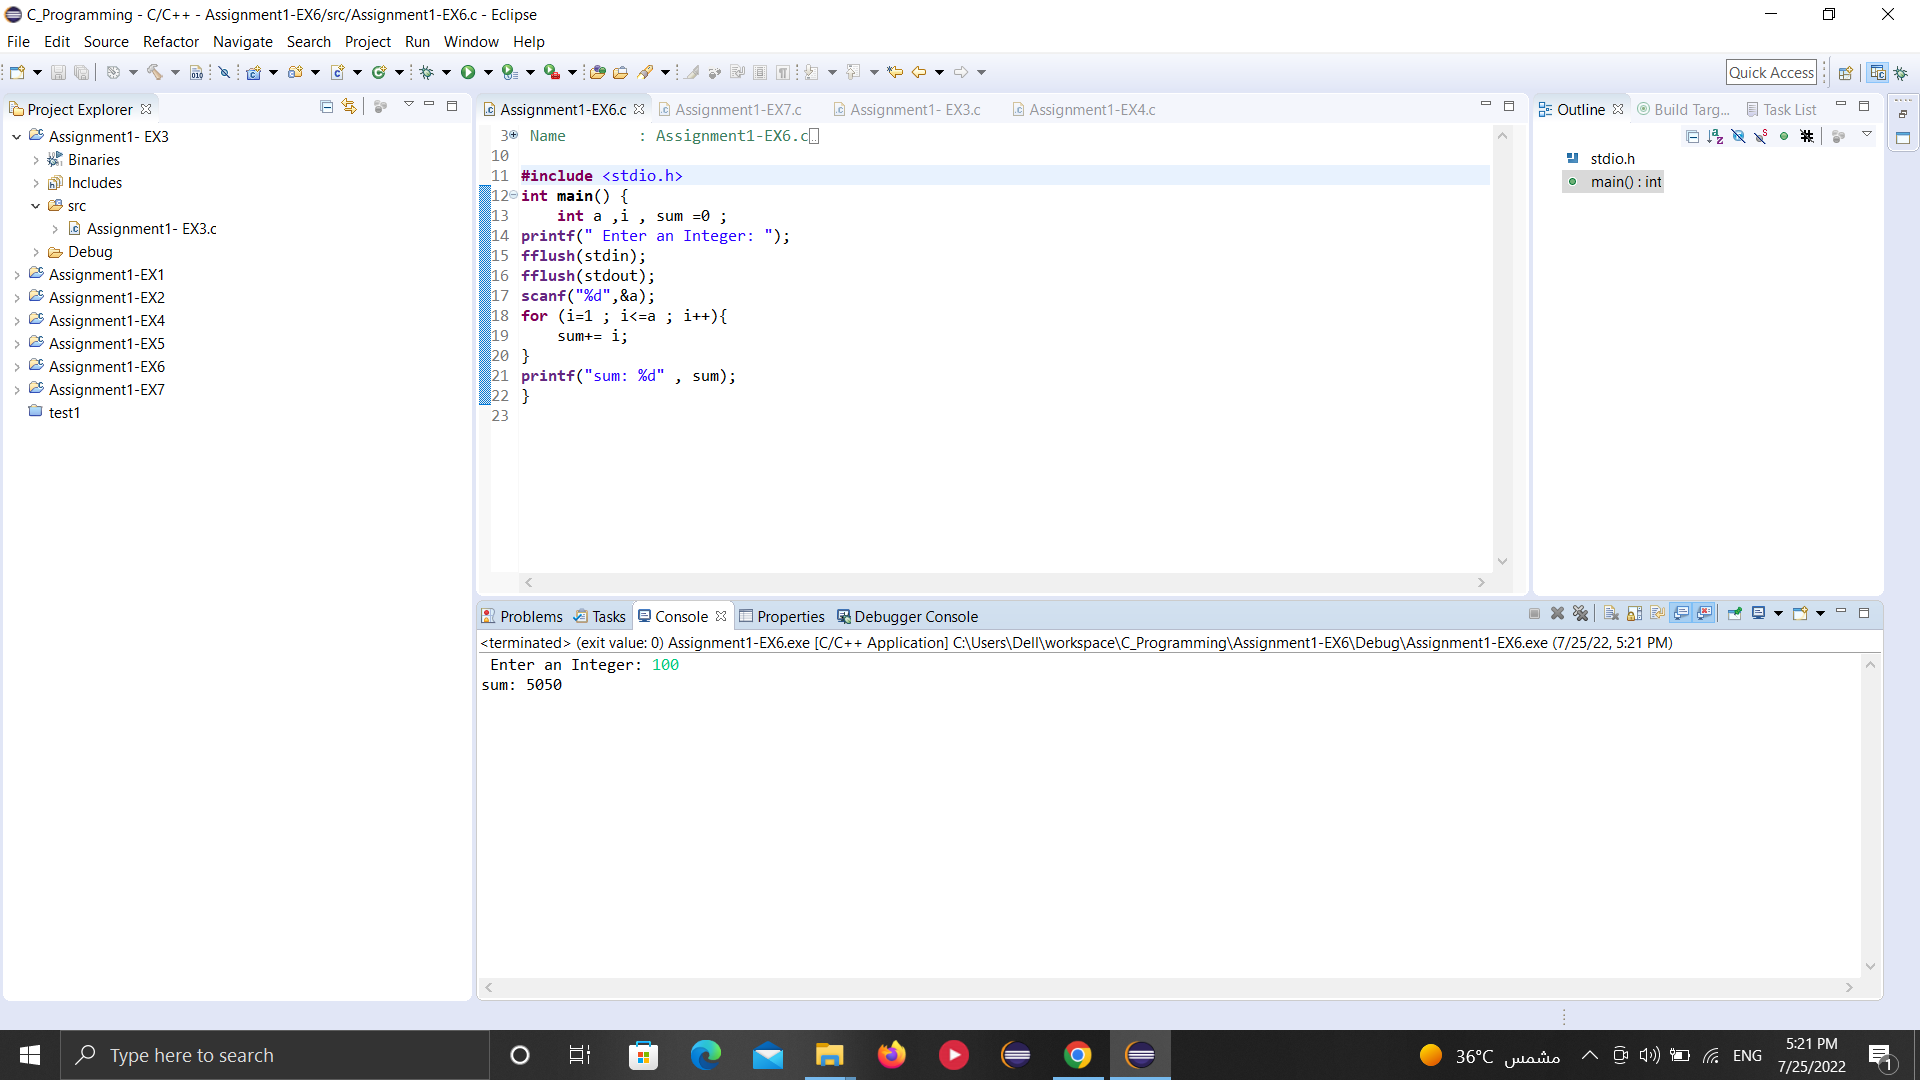 C_Programming - C/C++ - Assignment1-EX6/src/Assignment1-EX6.c - Eclipse
File Edit Source Refactor Navigate Search Project Run Window Help
Quick Access
Project Explorer
Assignment1- EX3
Binaries
Includes
src
Assignment1- EX3.c
Debug
Assignment1-EX1
Assignment1-EX2
Assignment1-EX4
Assignment1-EX5
Assignment1-EX6
Assignment1-EX7
test1
Assignment1-EX6.c Assignment1-EX7.c Assignment1- EX3.c Assignment1-EX4.c
3 Name : Assignment1-EX6.c
10
11 #include <stdio.h>
12 int main() {
13 int a ,i , sum =0 ;
14 printf(" Enter an Integer: ");
15 fflush(stdin);
16 fflush(stdout);
17 scanf("%d",&a);
18 for (i=1 ; i<=a ; i++){
19 sum+= i;
20 }
21 printf("sum: %d" , sum);
22 }
23
Outline Build Targ... Task List
stdio.h
main() : int
Problems Tasks Console Properties Debugger Console
<terminated> (exit value: 0) Assignment1-EX6.exe [C/C++ Application] C:\Users\Dell\workspace\C_Programming\Assignment1-EX6\Debug\Assignment1-EX6.exe (7/25/22, 5:21 PM)
Enter an Integer: 100
sum: 5050
Type here to search
36°C مشمس
ENG
5:21 PM
7/25/2022
1